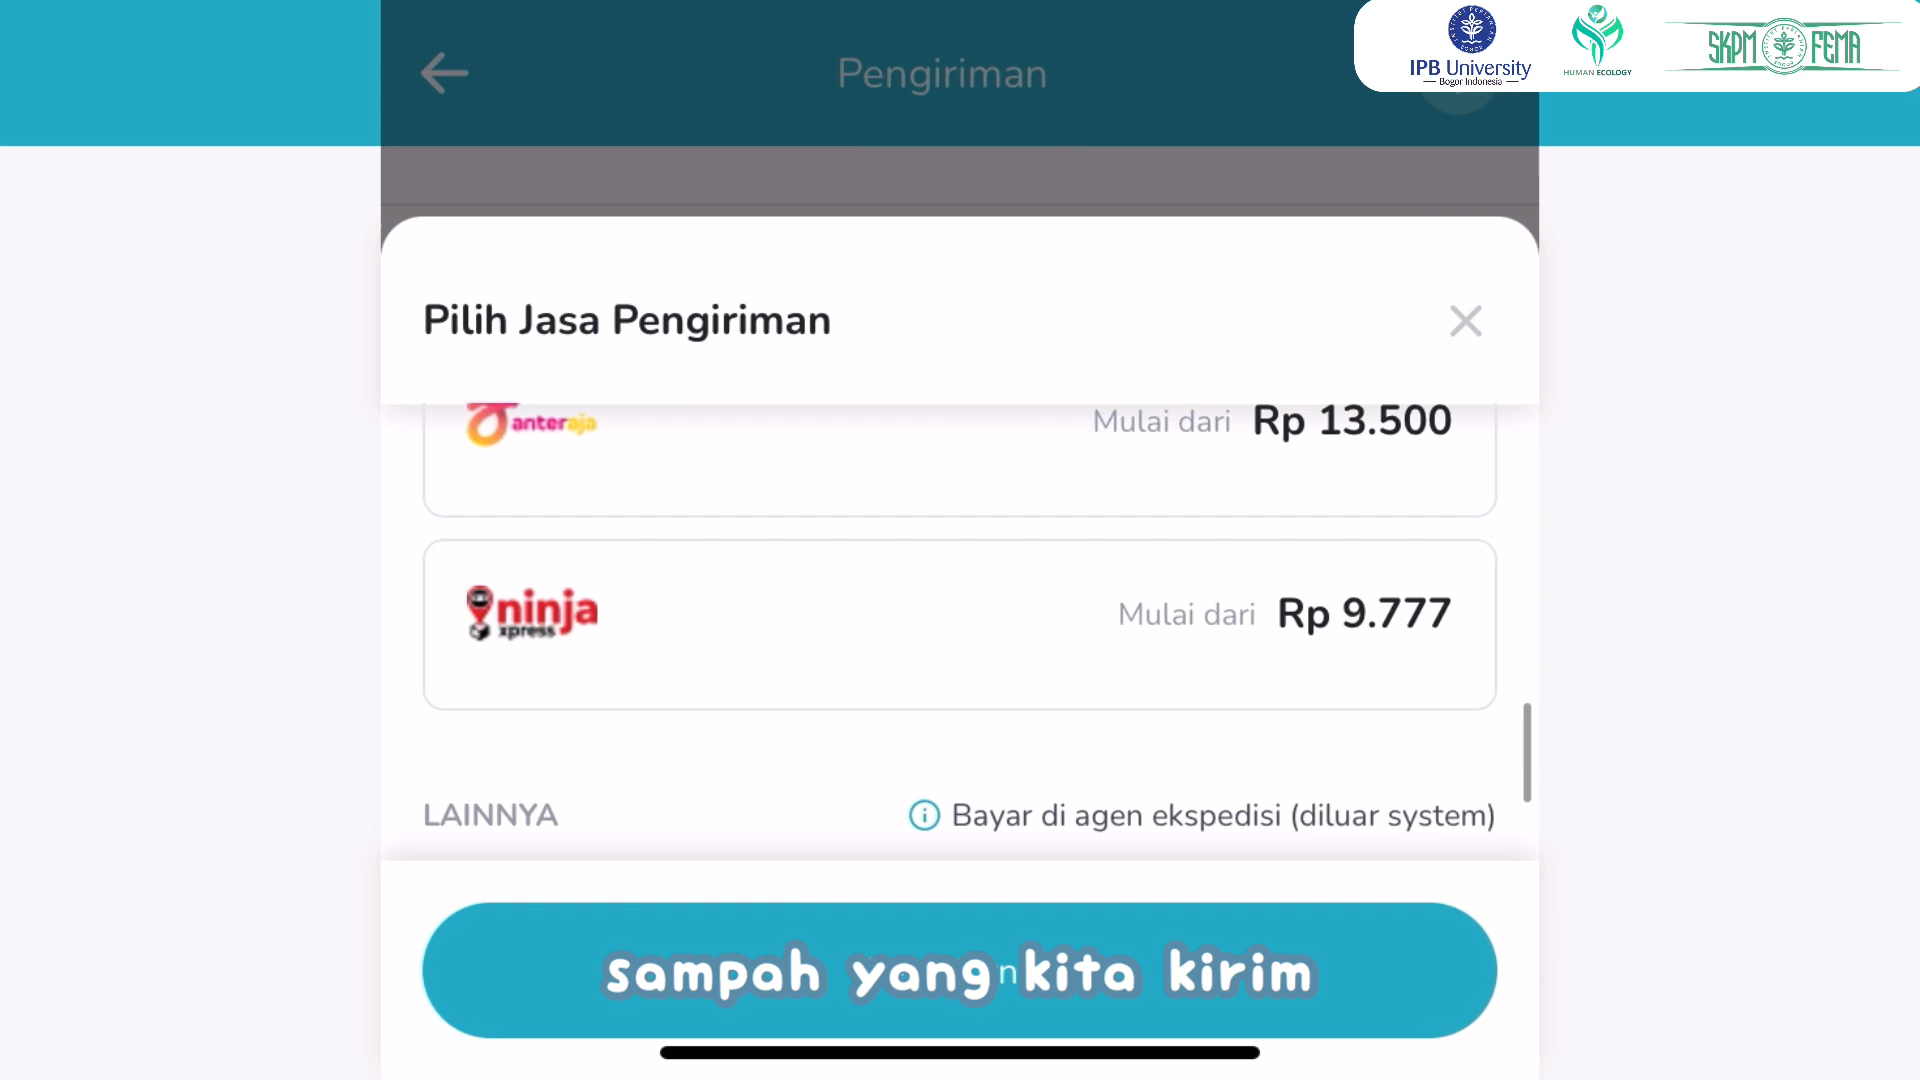 Pengiriman
IPB University
Bogor Indonesia
HUMAN ECOLOGY
SKPM FEMA
Pilih Jasa Pengiriman
anteraja Mulai dari Rp 13.500
ninja xpress Mulai dari Rp 9.777
LAINNYA Bayar di agen ekspedisi (diluar system)
sampah yang kita kirim